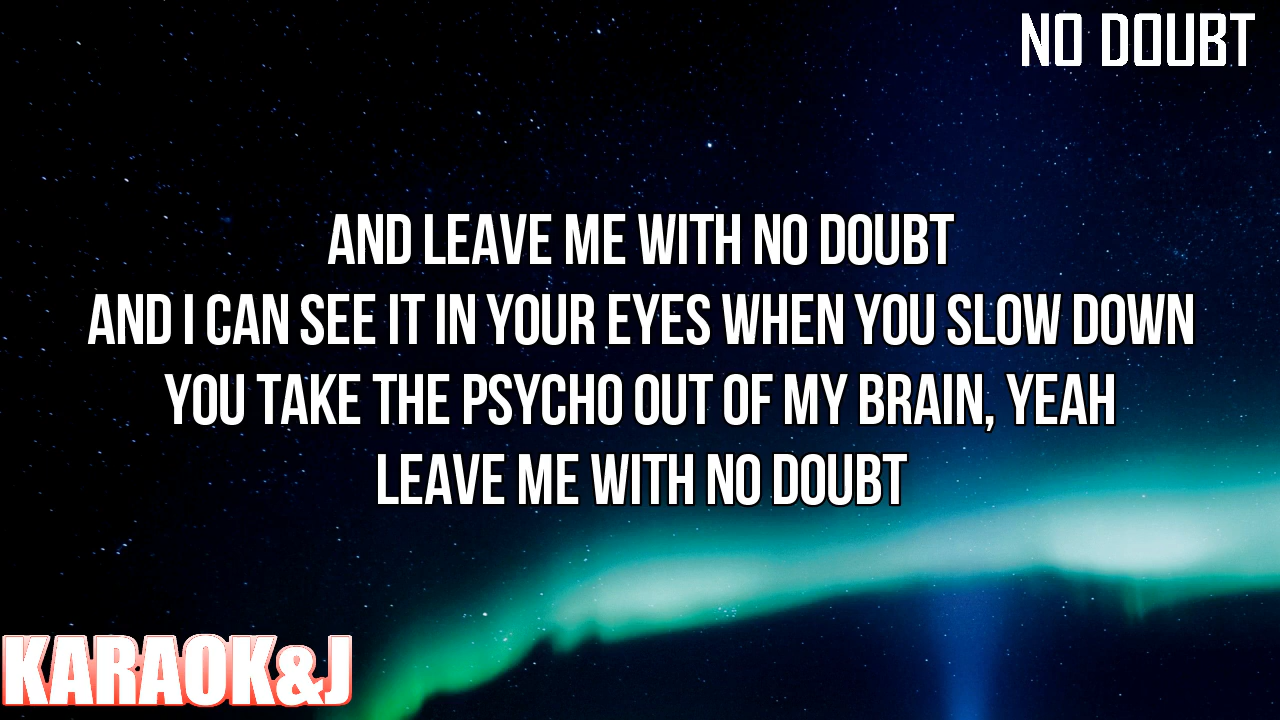 NO DOUBT
AND LEAVE ME WITH NO DOUBT
AND I CAN SEE IT IN YOUR EYES WHEN YOU SLOW DOWN
YOU TAKE THE PSYCHO OUT OF MY BRAIN, YEAH
LEAVE ME WITH NO DOUBT
KARAOK&J